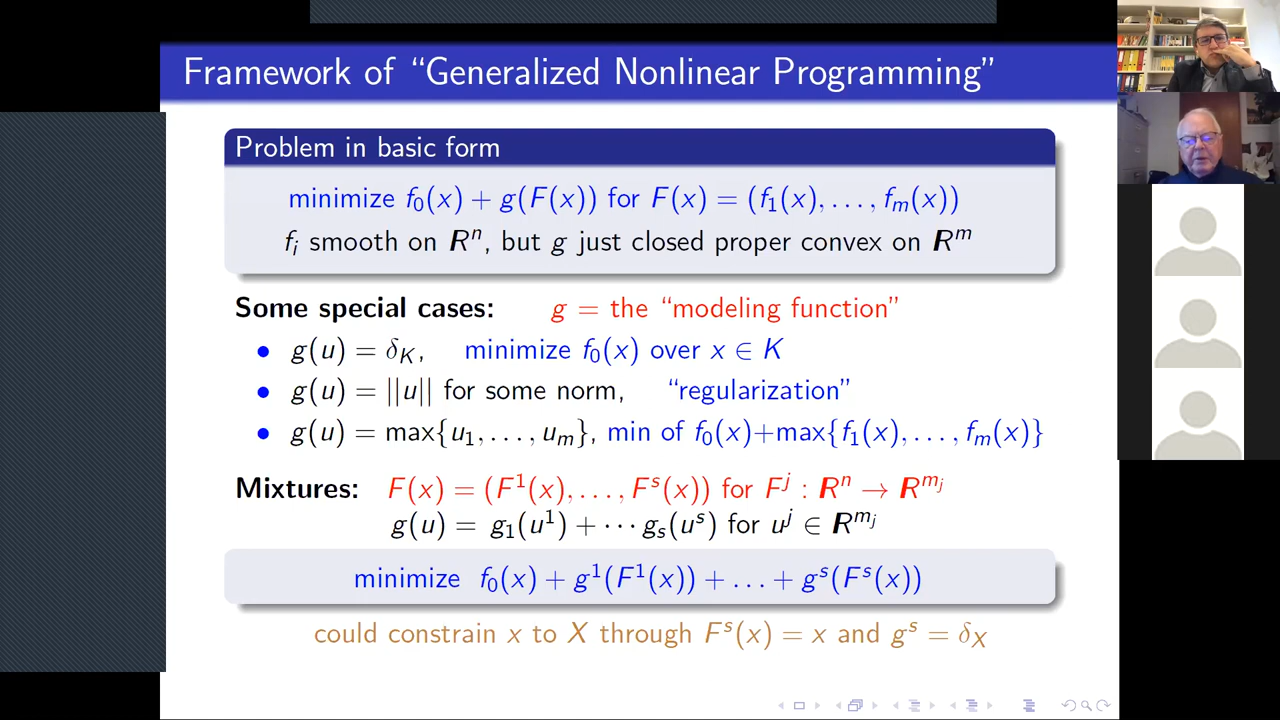 Framework of “Generalized Nonlinear Programming”
Problem in basic form
minimize f₀(x) + g(F(x)) for F(x) = (f₁(x), . . . , fₘ(x))
fᵢ smooth on Rⁿ, but g just closed proper convex on Rᵐ
Some special cases: g = the “modeling function”
• g(u) = δ_K, minimize f₀(x) over x ∈ K
• g(u) = ||u|| for some norm, “regularization”
• g(u) = max{u₁, . . . , uₘ}, min of f₀(x)+max{f₁(x), . . . , fₘ(x)}
Mixtures: F(x) = (F¹(x), . . . , Fˢ(x)) for Fʲ : Rⁿ → R^{m_j}
g(u) = g₁(u¹) + ··· gₛ(uˢ) for uʲ ∈ R^{m_j}
minimize f₀(x) + g¹(F¹(x)) + . . . + gˢ(Fˢ(x))
could constrain x to X through Fˢ(x) = x and gˢ = δ_X